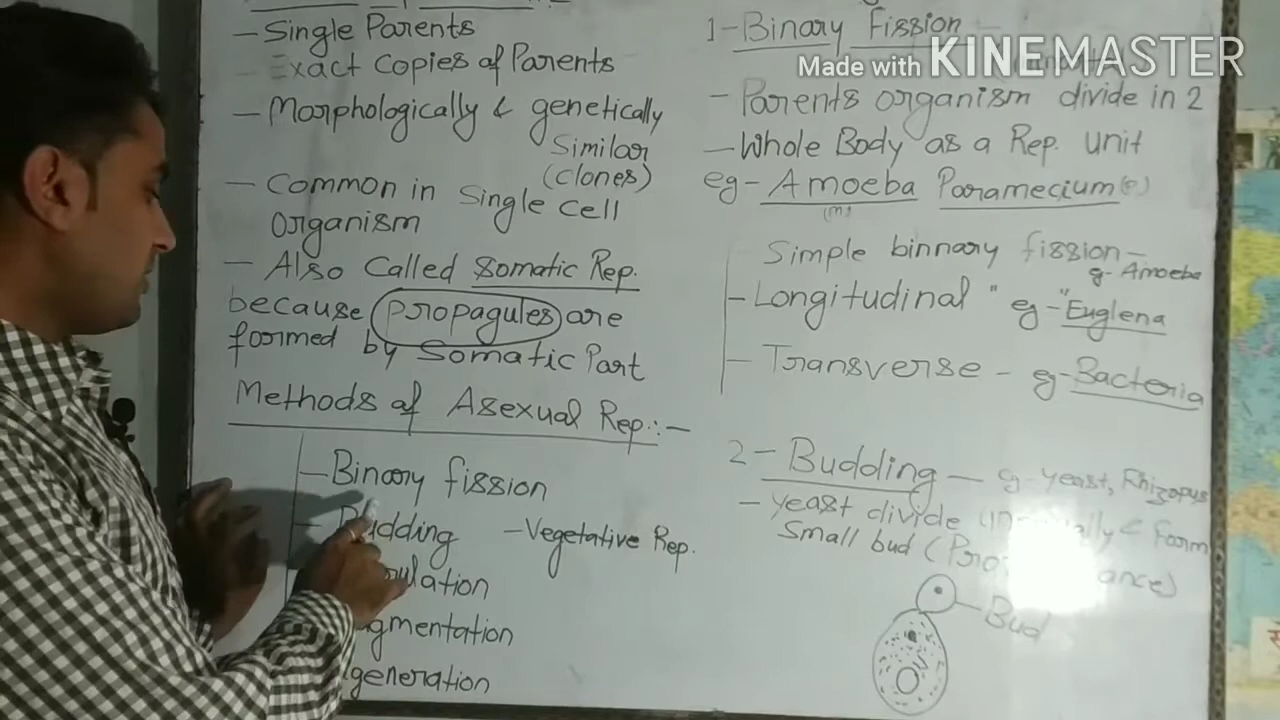 - Single Parents
Exact Copies of Parents
- Morphologically & genetically
Similar
(Clones)
- Common in Single Cell
Organism
- Also Called Somatic Rep.
because propagules are
formed by Somatic Part
Methods of Asexual Rep.:-
- Binary fission
- Budding - Vegetative Rep.
1- Binary Fission -
Made with KINEMASTER
- Parents organism divide in 2
- Whole Body as a Rep. unit
eg- Amoeba Paramecium
Simple binnary fission -
eg- Amoeba
- Longitudinal " eg- "Euglena
- Transverse - eg- Bacteria
2 - Budding - eg- yeast, Rhizopus
- yeast divide & Form
Small bud
Bud